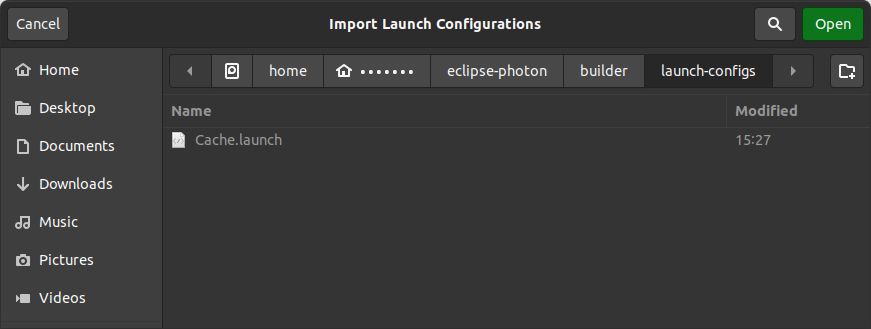 Cancel Import Launch Configurations Open
Home home ••••••• eclipse-photon builder launch-configs
Name Modified
Desktop
Cache.launch 15:27
Documents
Downloads
Music
Pictures
Videos